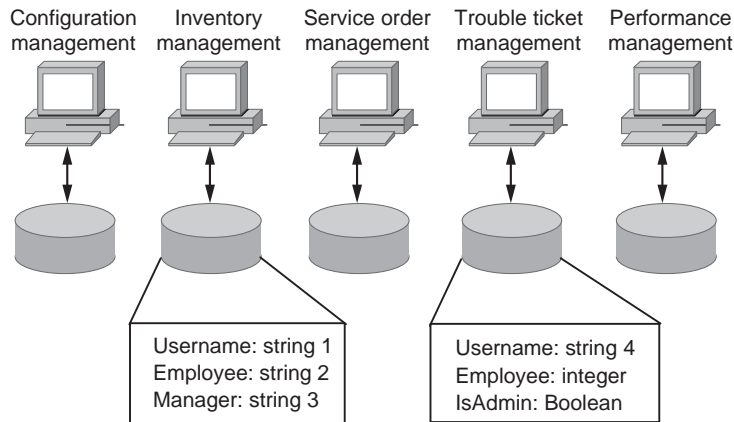 Configuration management
Inventory management
Service order management
Trouble ticket management
Performance management
Username: string 1
Employee: string 2
Manager: string 3
Username: string 4
Employee: integer
IsAdmin: Boolean